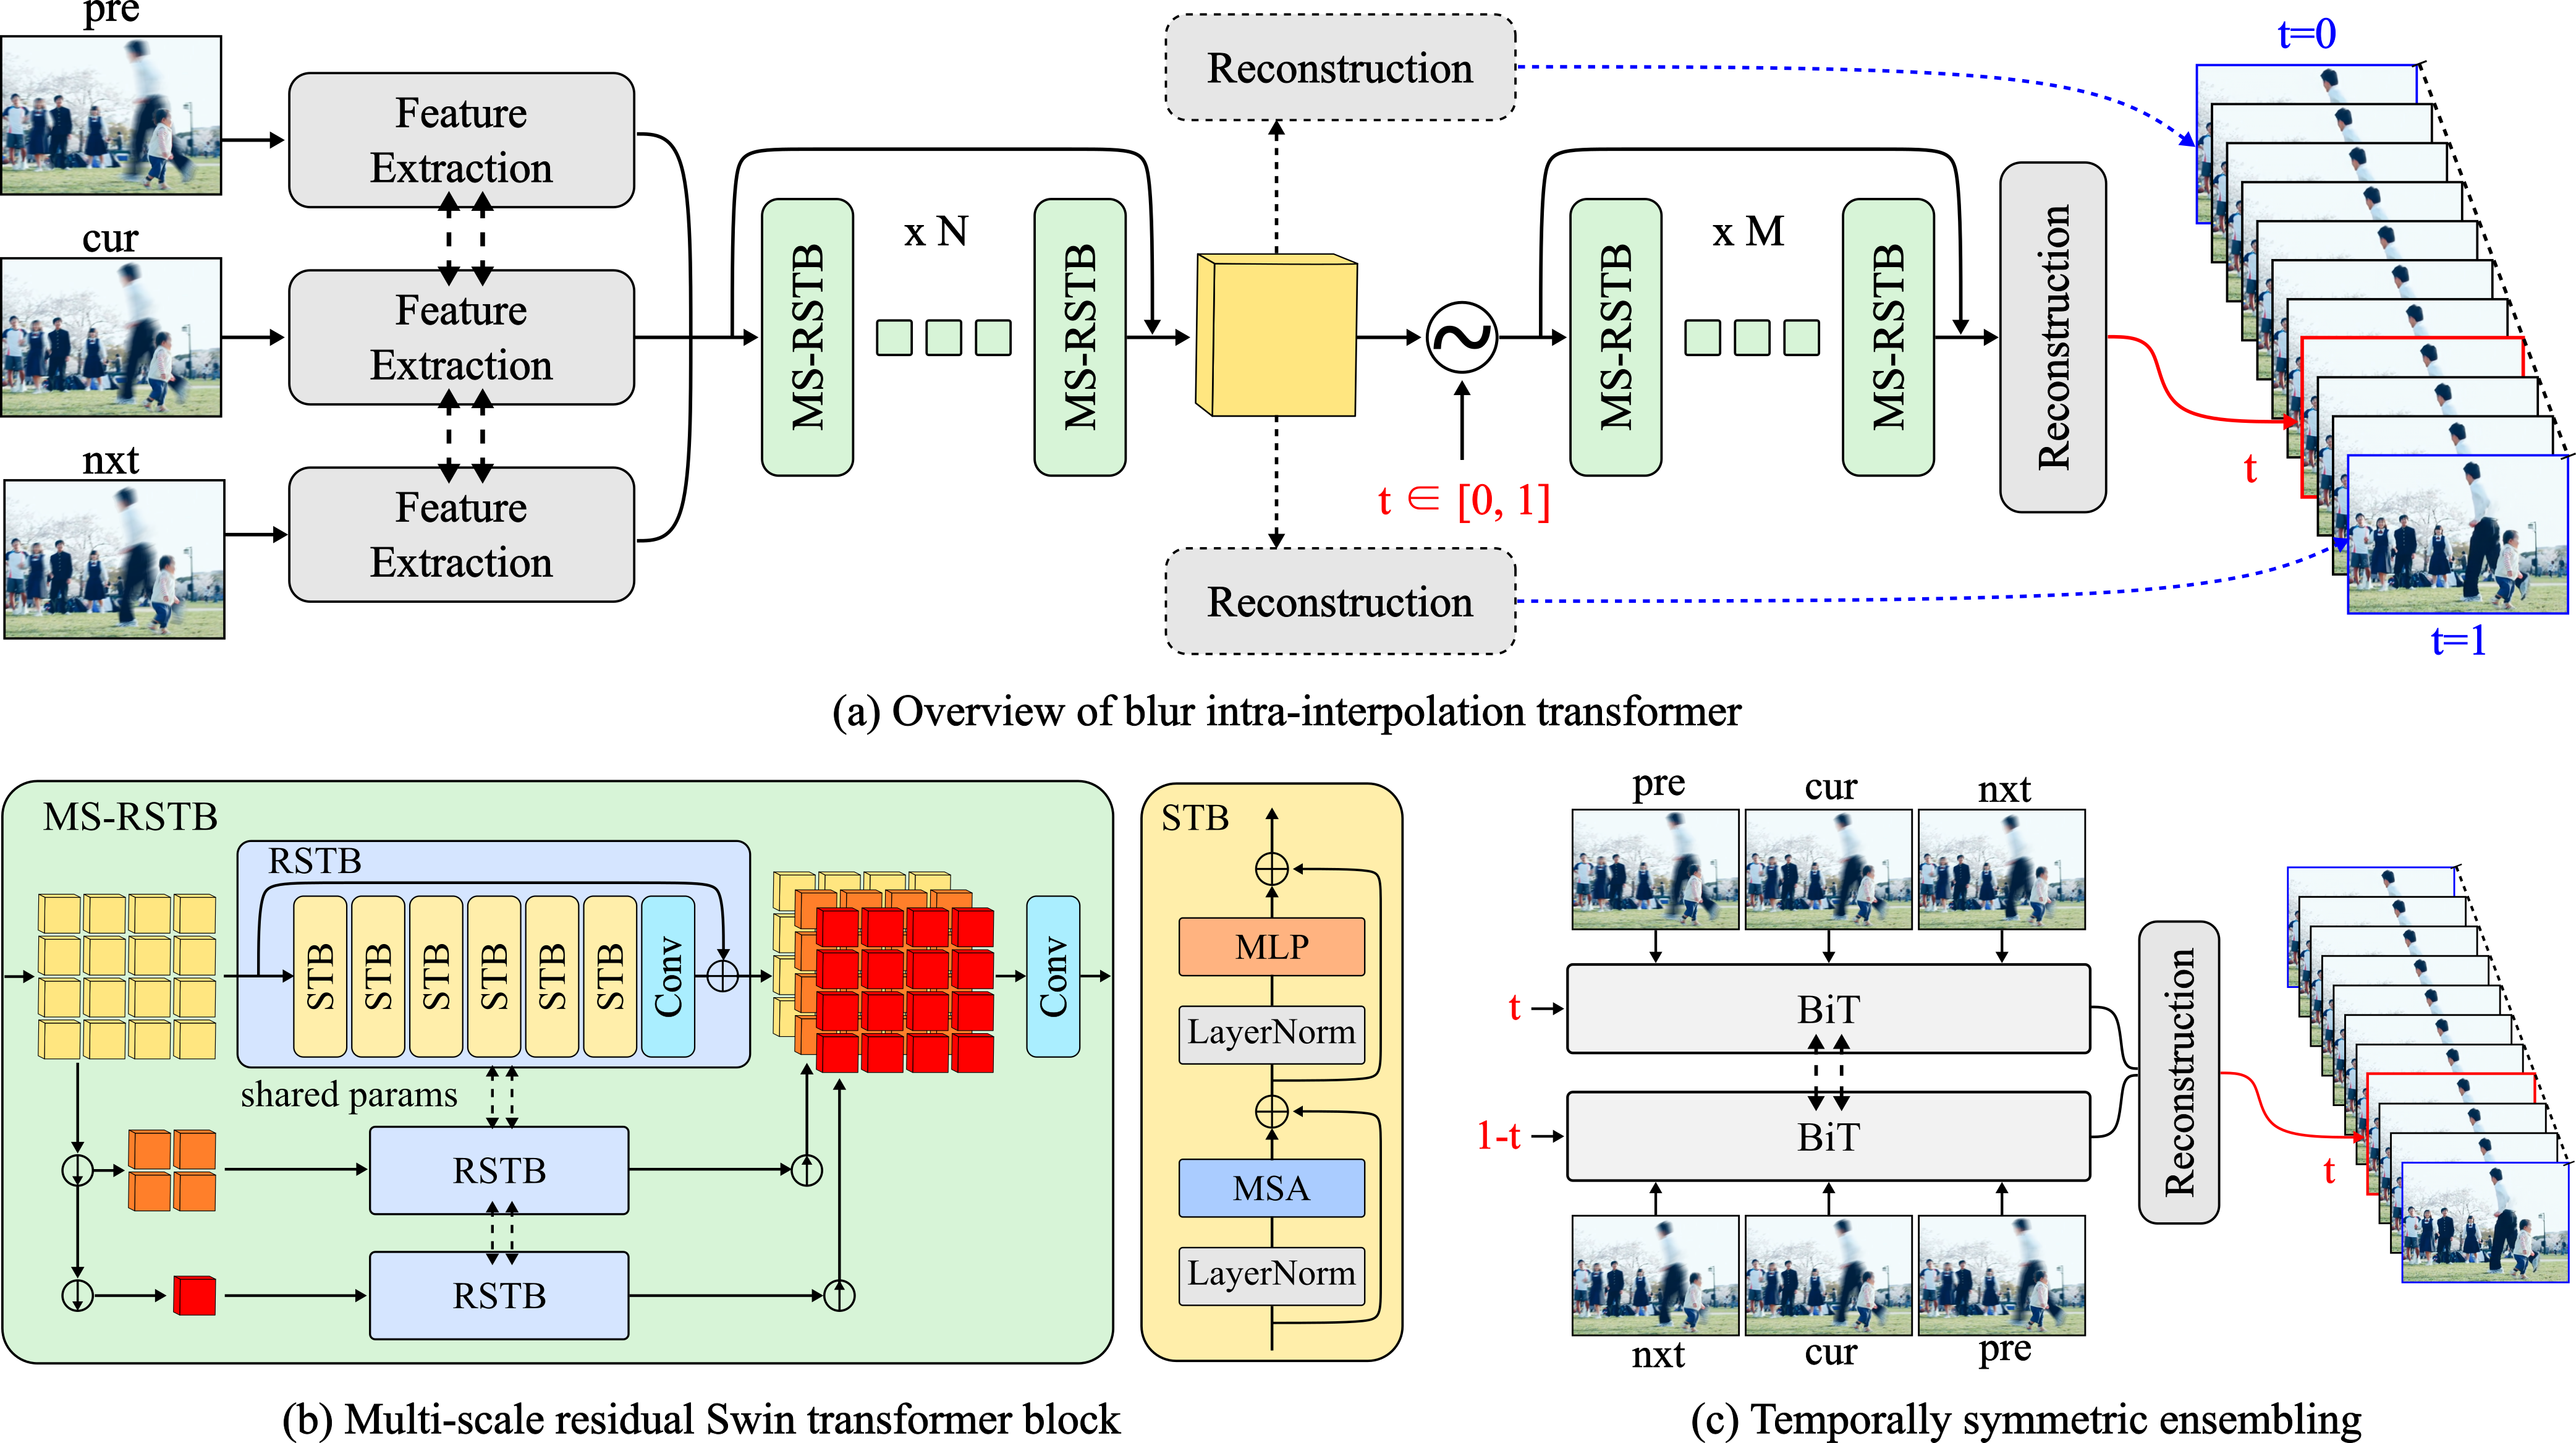 pre
Feature
Extraction
cur
Feature
Extraction
nxt
Feature
Extraction
MS-RSTB
x N
MS-RSTB
Reconstruction
Reconstruction
t ∈ [0, 1]
MS-RSTB
x M
MS-RSTB
Reconstruction
t=0
t
t=1
(a) Overview of blur intra-interpolation transformer
MS-RSTB
RSTB
STB
STB
STB
STB
STB
STB
Conv
Conv
shared params
RSTB
RSTB
STB
MLP
LayerNorm
MSA
LayerNorm
(b) Multi-scale residual Swin transformer block
pre
cur
nxt
t
BiT
1-t
BiT
nxt
cur
pre
Reconstruction
t
(c) Temporally symmetric ensembling